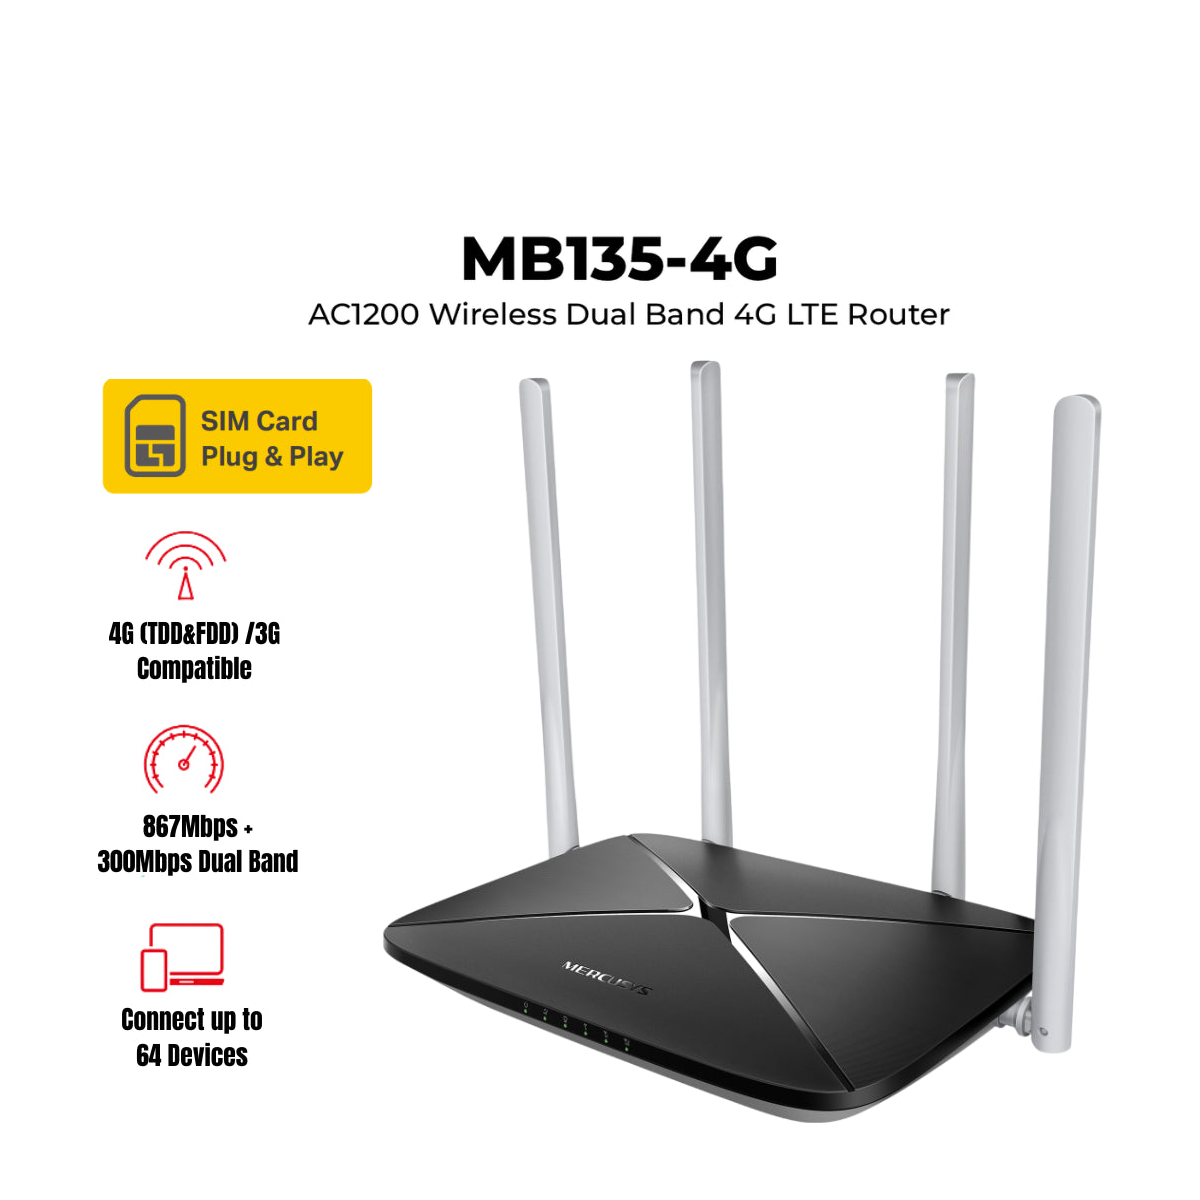 MB135-4G
AC1200 Wireless Dual Band 4G LTE Router
SIM Card
Plug & Play
4G (TDD&FDD) /3G
Compatible
867Mbps +
300Mbps Dual Band
Connect up to
64 Devices
MERCUSYS